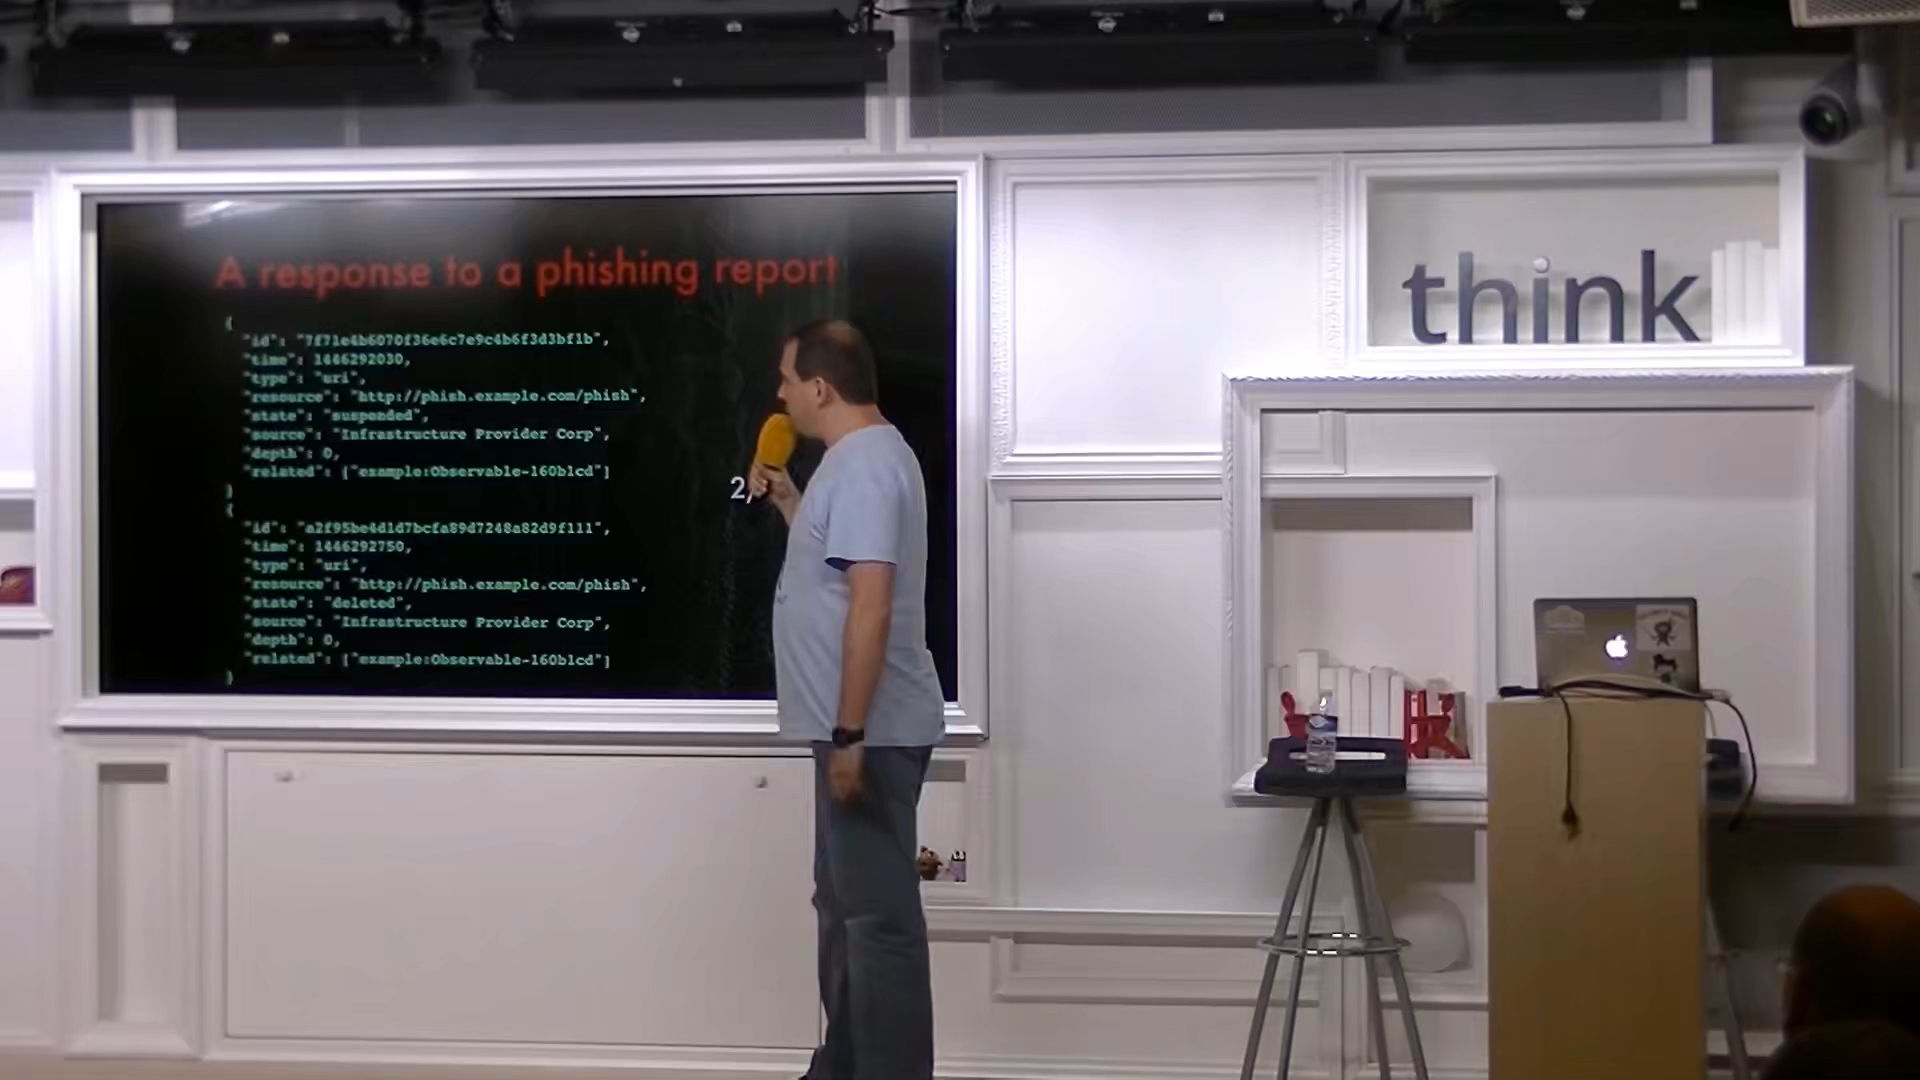 A response to a phishing report
{
"id": "7f71e4b6070f36e6c7e9c4b6f3d3bf1b",
"time": 1446292030,
"type": "uri",
"resource": "http://phish.example.com/phish",
"state": "suspended",
"source": "Infrastructure Provider Corp",
"depth": 0,
"related": ["example:Observable-160b1cd"]
}
{
"id": "a2f95be4d1d7bcfa89d7248a82d9f111",
"time": 1446292750,
"type": "uri",
"resource": "http://phish.example.com/phish",
"state": "deleted",
"source": "Infrastructure Provider Corp",
"depth": 0,
"related": ["example:Observable-160b1cd"]
}
2/
think